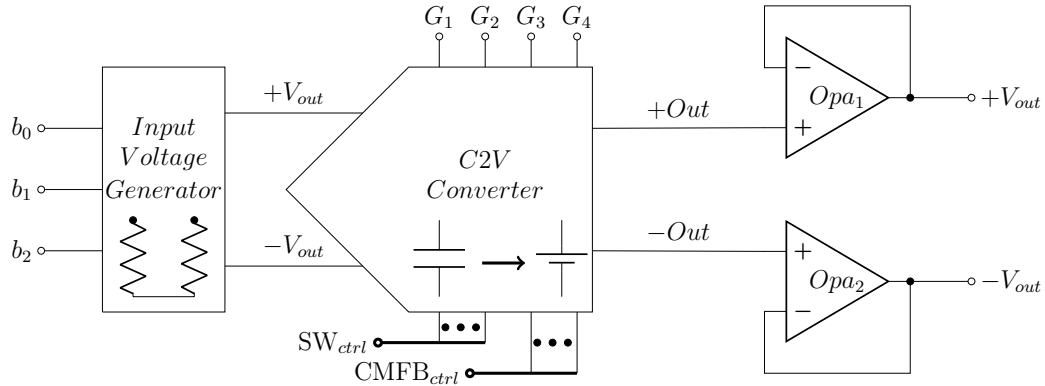 G1 G2 G3 G4
b0
b1
b2
Input
Voltage
Generator
+Vout
−Vout
C2V
Converter
SWctrl
CMFBctrl
+Out
−Out
−
Opa1
+
+Vout
+
Opa2
−
−Vout